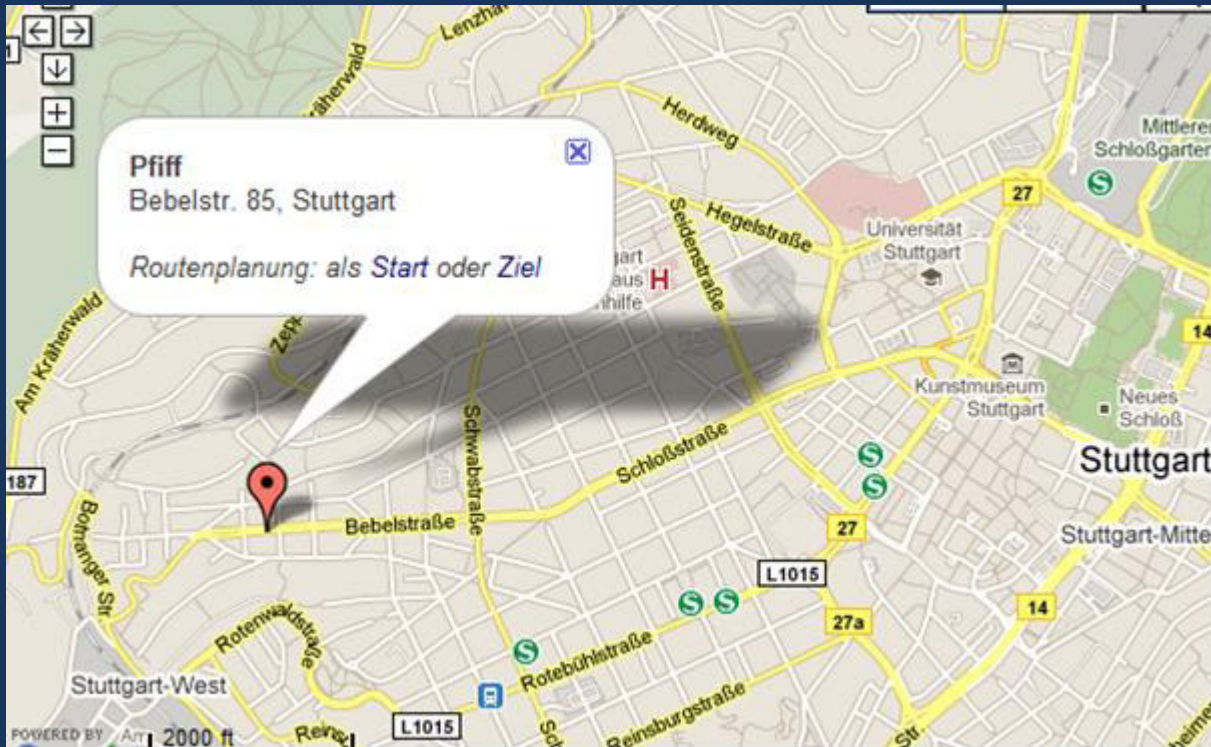 Lenzhal
Kräherwald
Herdweg
Mittlerer
Schloßgarten
Pfiff
Bebelstr. 85, Stuttgart
Routenplanung: als Start oder Ziel
27
Hegelstraße
Seidenstraße
Universität
Stuttgart
H
S
14
Am Kräherwald
Kunstmuseum
Stuttgart
Neues
Schloß
Schwabstraße
Schloßstraße
Stuttgart
187
S
S
Bebelstraße
27
Stuttgart-Mitte
Botnanger Str.
L1015
S
S
14
27a
Rotenwaldstraße
S
Rotebühlstraße
Stuttgart-West
Reinsburgstraße
L1015
Str
POWERED BY
2000 ft